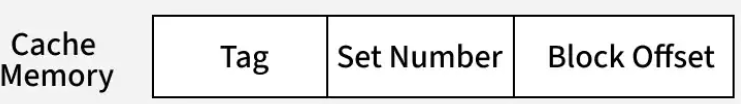 Cache
Memory
Tag
Set Number
Block Offset